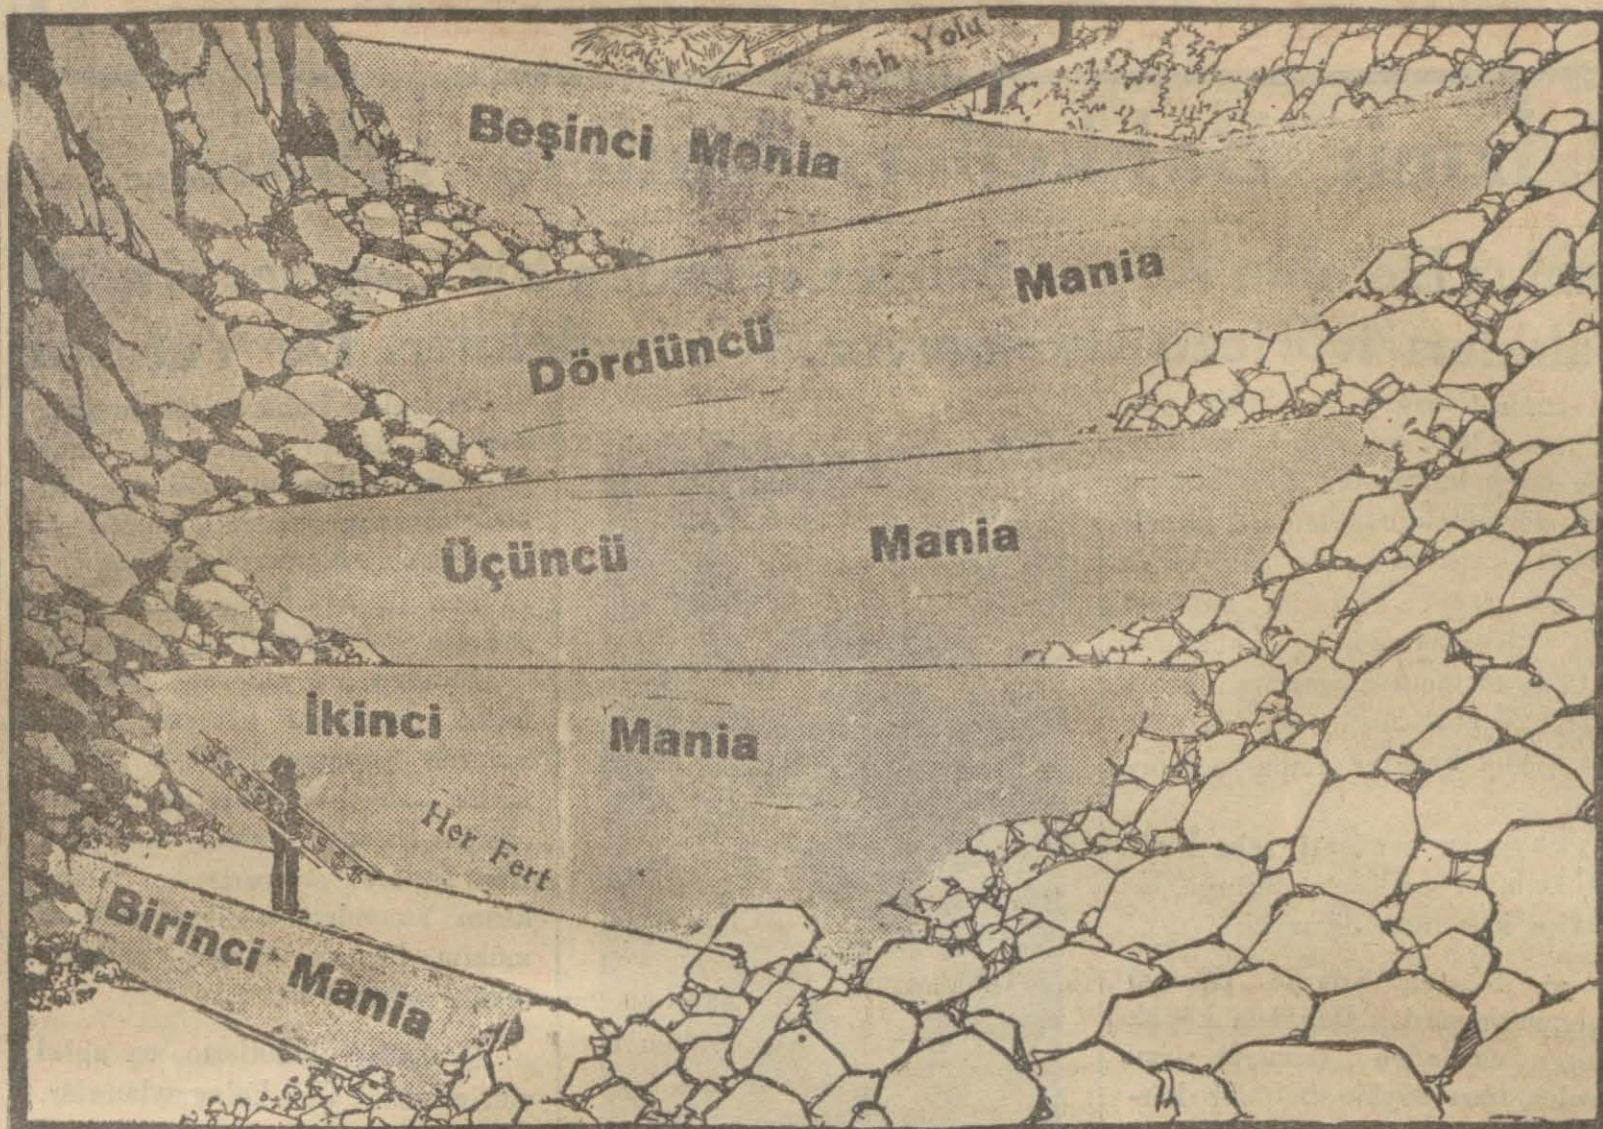 Refah Yolu
Beşinci Mania
Dördüncü Mania
Üçüncü Mania
İkinci Mania
Her Fert
Birinci Mania